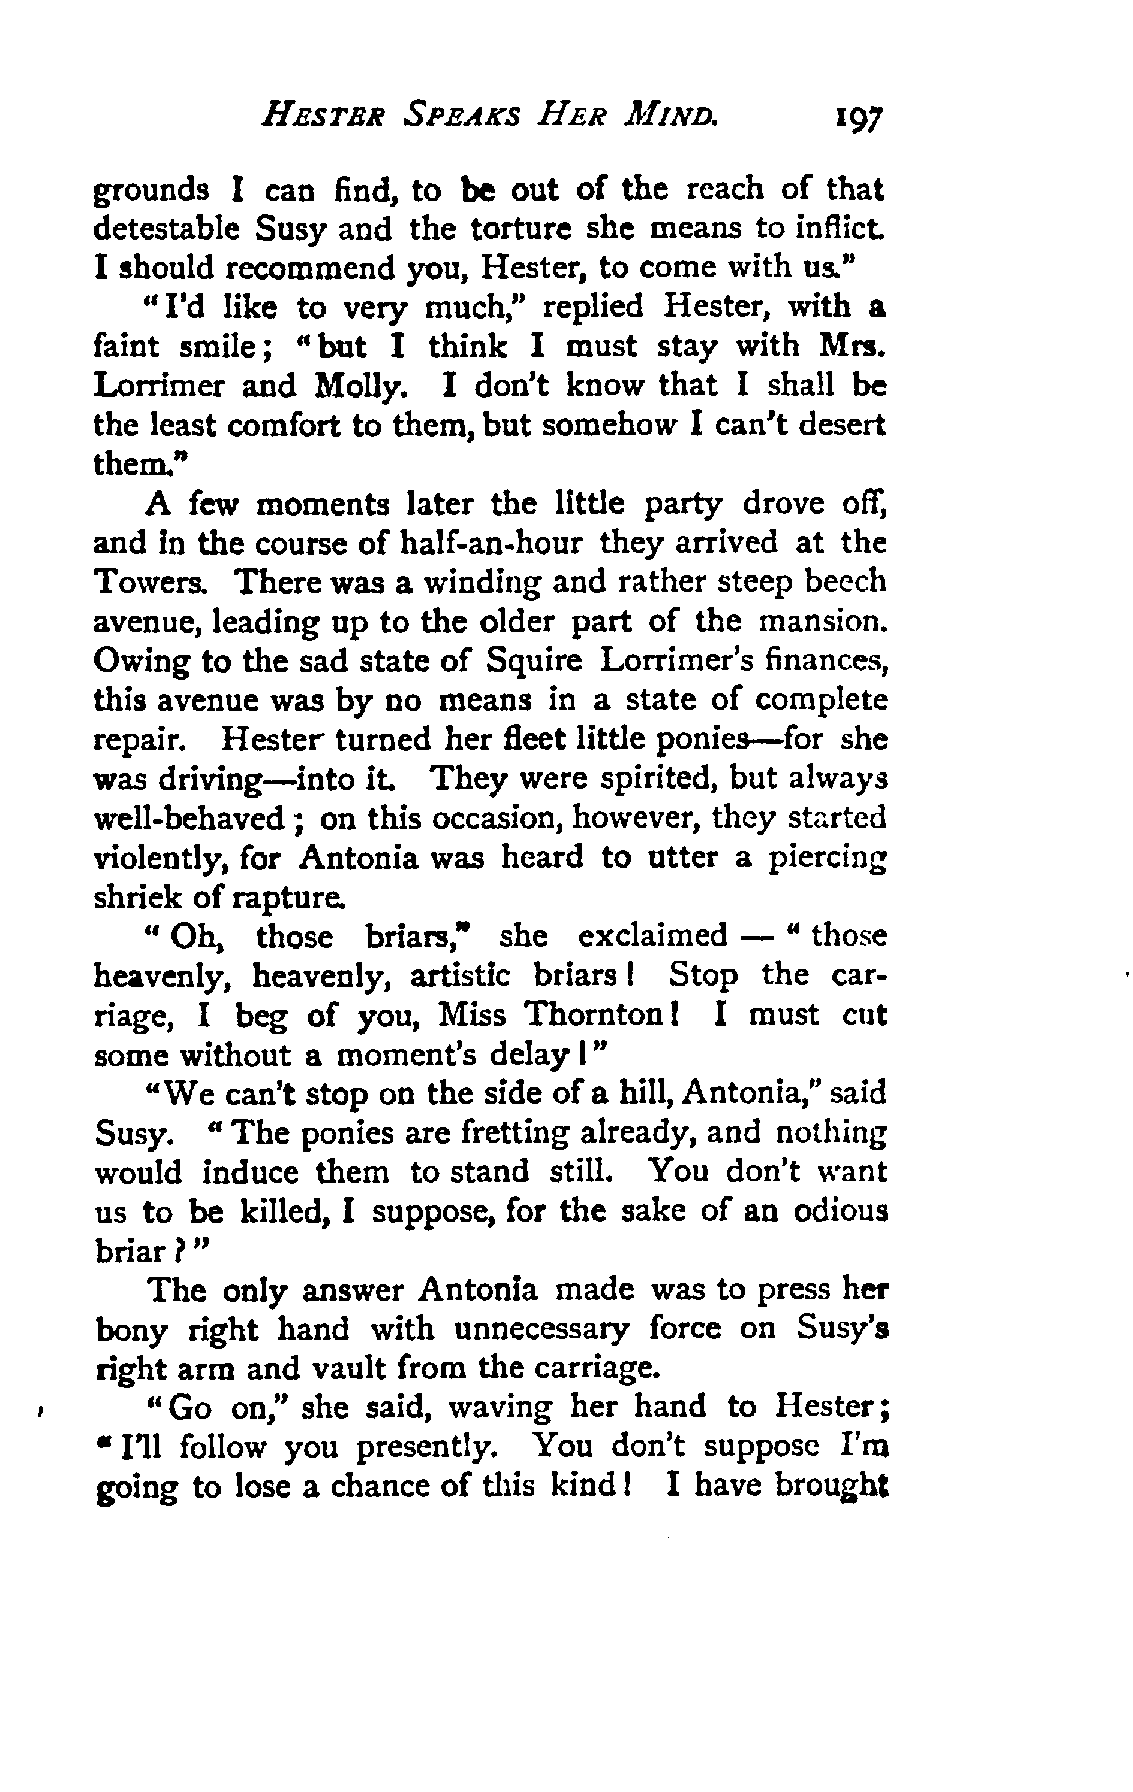 HESTER SPEAKS HER MIND. 197
grounds I can find, to be out of the reach of that
detestable Susy and the torture she means to inflict.
I should recommend you, Hester, to come with us."
"I'd like to very much," replied Hester, with a
faint smile; "but I think I must stay with Mrs.
Lorrimer and Molly. I don't know that I shall be
the least comfort to them, but somehow I can't desert
them."
A few moments later the little party drove off,
and in the course of half-an-hour they arrived at the
Towers. There was a winding and rather steep beech
avenue, leading up to the older part of the mansion.
Owing to the sad state of Squire Lorrimer's finances,
this avenue was by no means in a state of complete
repair. Hester turned her fleet little ponies—for she
was driving—into it. They were spirited, but always
well-behaved; on this occasion, however, they started
violently, for Antonia was heard to utter a piercing
shriek of rapture.
"Oh, those briars," she exclaimed — "those
heavenly, heavenly, artistic briars! Stop the car-
riage, I beg of you, Miss Thornton! I must cut
some without a moment's delay!"
"We can't stop on the side of a hill, Antonia," said
Susy. "The ponies are fretting already, and nothing
would induce them to stand still. You don't want
us to be killed, I suppose, for the sake of an odious
briar?"
The only answer Antonia made was to press her
bony right hand with unnecessary force on Susy's
right arm and vault from the carriage.
"Go on," she said, waving her hand to Hester;
"I'll follow you presently. You don't suppose I'm
going to lose a chance of this kind! I have brought